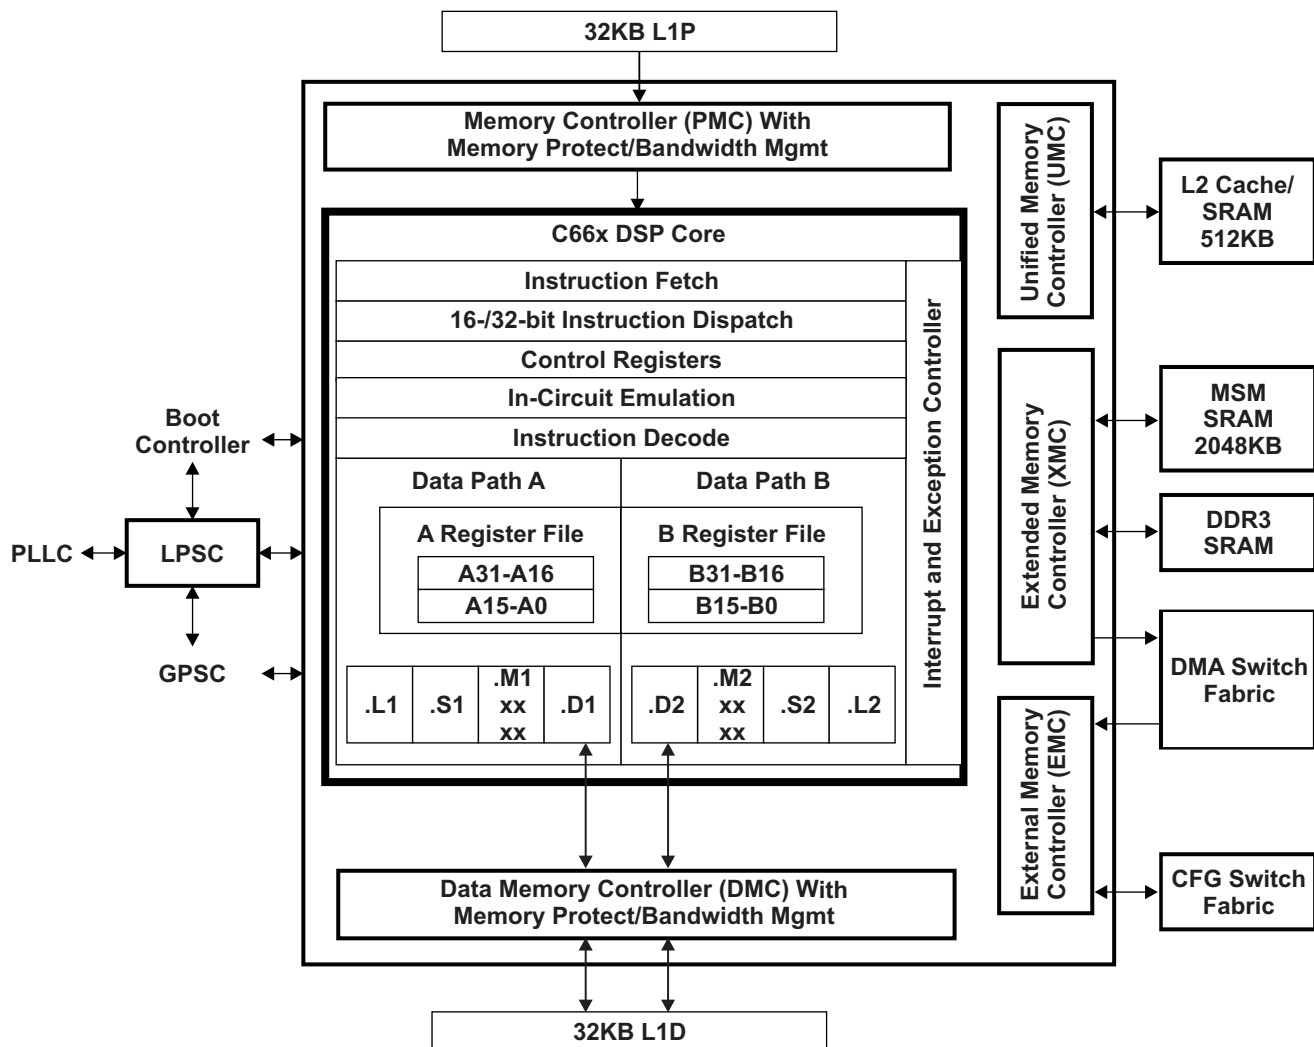 32KB L1P
Memory Controller (PMC) With
Memory Protect/Bandwidth Mgmt
C66x DSP Core
Instruction Fetch
16-/32-bit Instruction Dispatch
Control Registers
In-Circuit Emulation
Instruction Decode
Data Path A
Data Path B
A Register File
B Register File
A31-A16
A15-A0
B31-B16
B15-B0
.L1
.S1
.M1
xx
xx
.D1
.D2
.M2
xx
xx
.S2
.L2
Interrupt and Exception Controller
Data Memory Controller (DMC) With
Memory Protect/Bandwidth Mgmt
32KB L1D
Boot
Controller
PLLC
LPSC
GPSC
Unified Memory
Controller (UMC)
Extended Memory
Controller (XMC)
External Memory
Controller (EMC)
L2 Cache/
SRAM
512KB
MSM
SRAM
2048KB
DDR3
SRAM
DMA Switch
Fabric
CFG Switch
Fabric